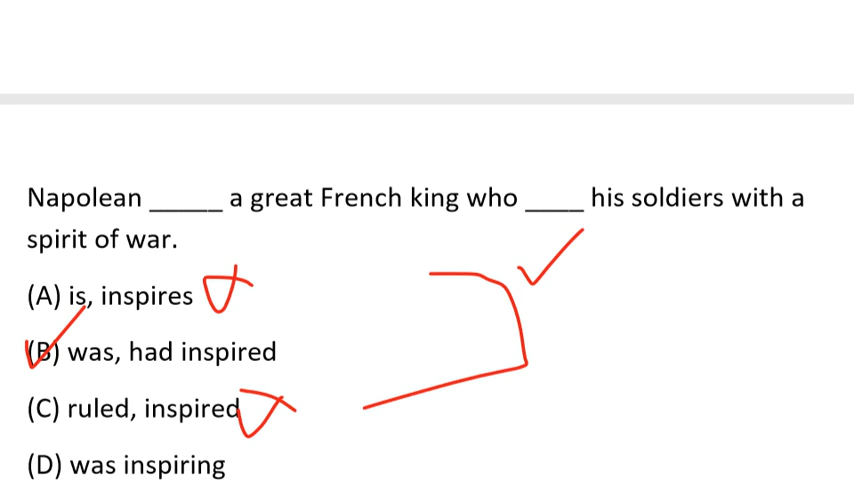 Napolean _____ a great French king who ____ his soldiers with a
spirit of war.
(A) is, inspires
(B) was, had inspired
(C) ruled, inspired
(D) was inspiring